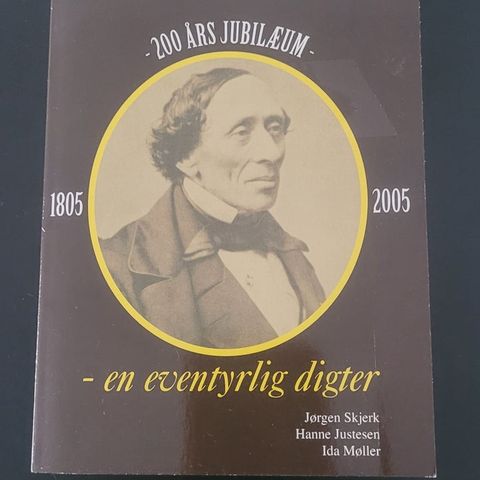 - 200 ÅRS JUBILÆUM -
1805
2005
- en eventyrlig digter
Jørgen Skjerk
Hanne Justesen
Ida Møller